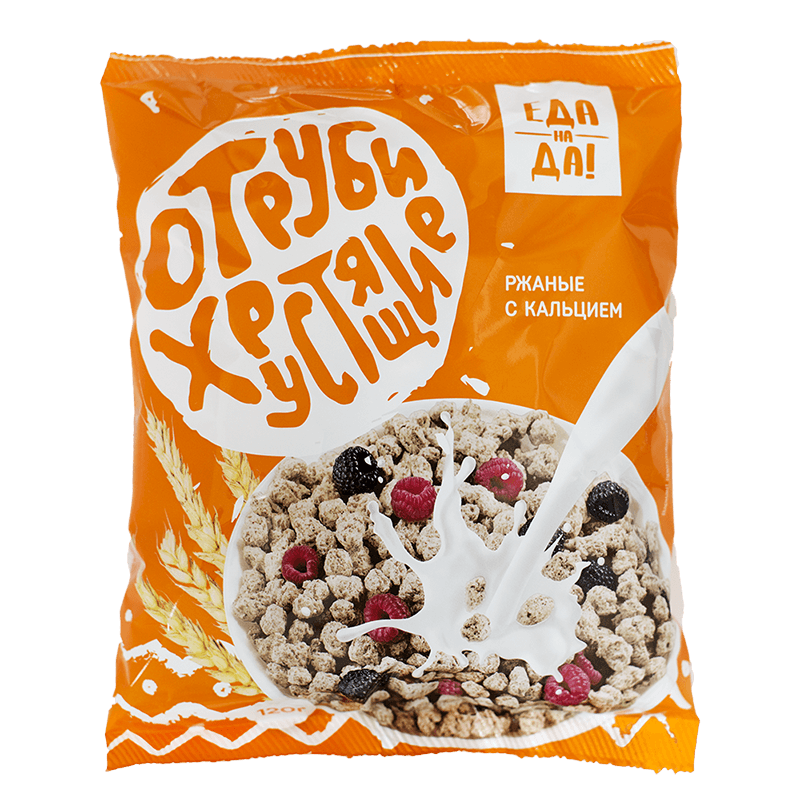 ЕДА
НА
ДА!
ОТРУБИ
ХРУСТЯЩИЕ
РЖАНЫЕ
С КАЛЬЦИЕМ
120г